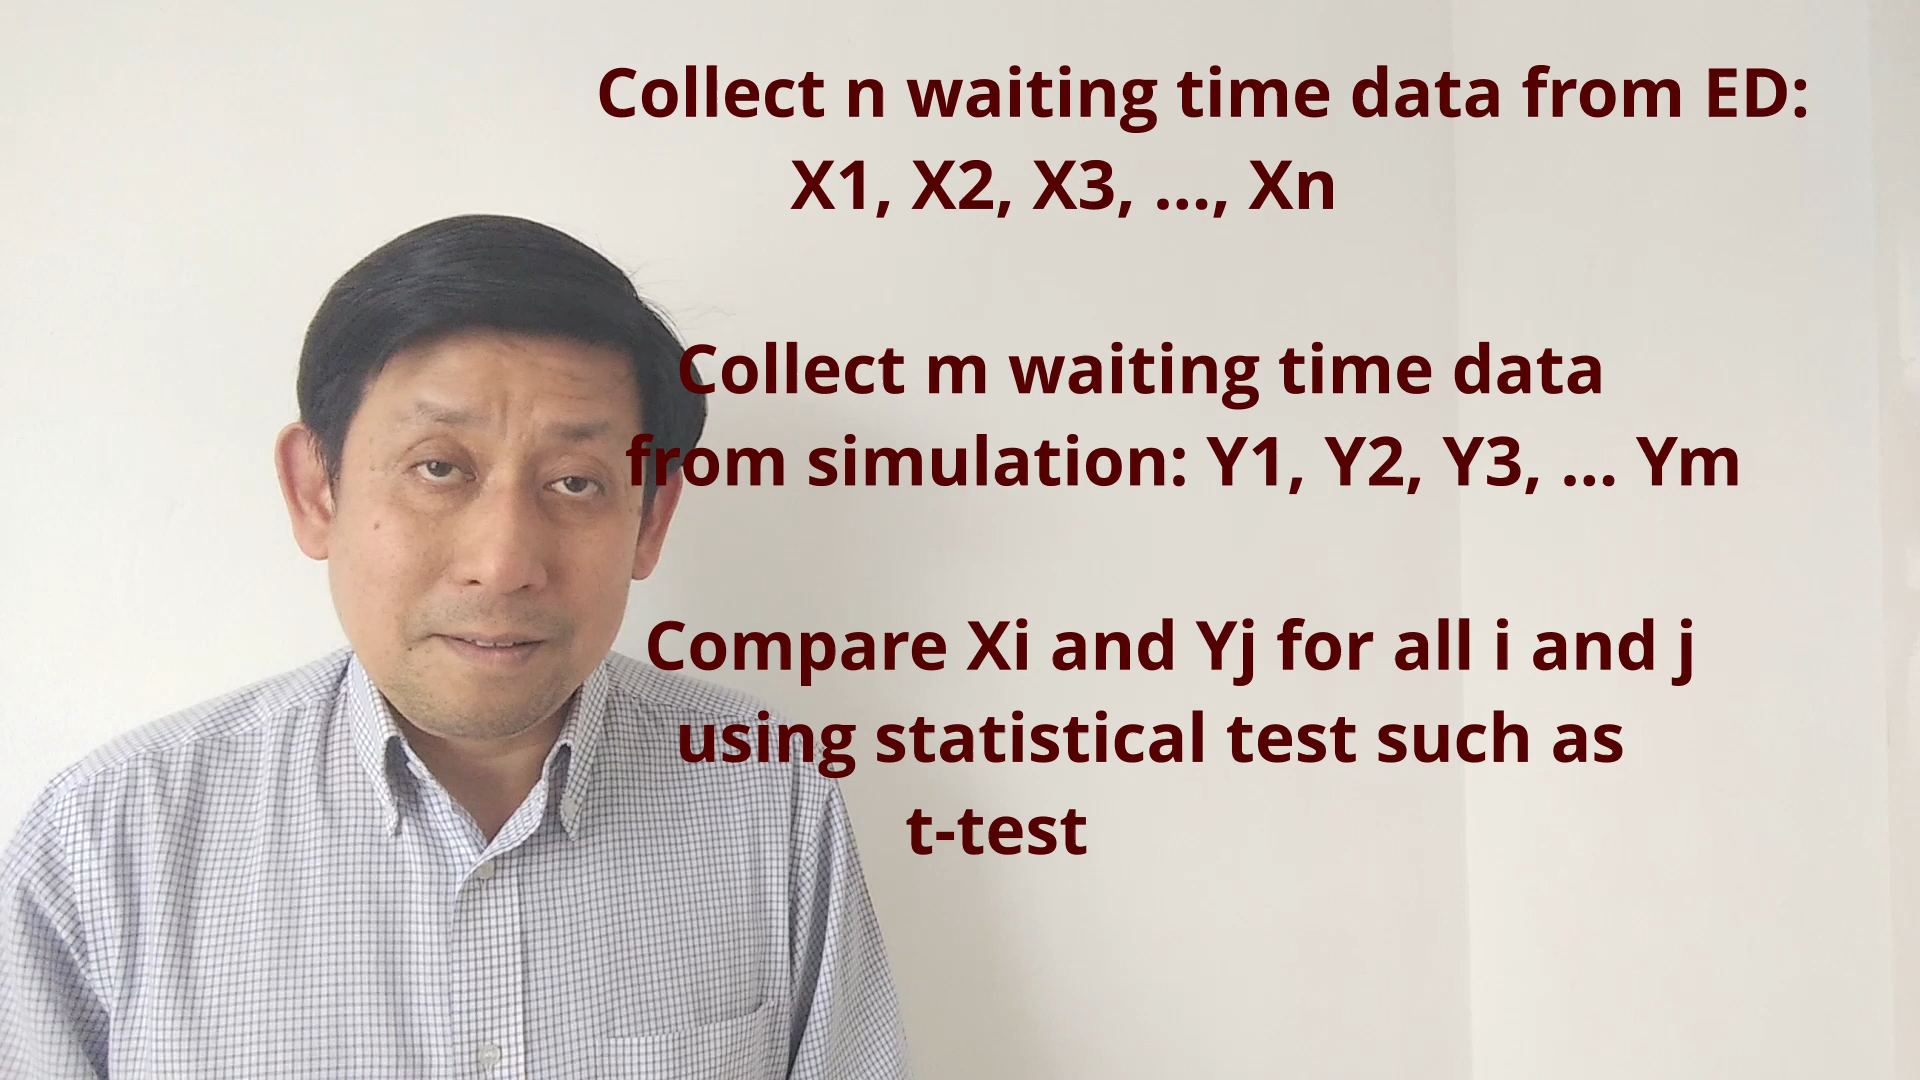 Collect n waiting time data from ED:
X1, X2, X3, ..., Xn
Collect m waiting time data
from simulation: Y1, Y2, Y3, ... Ym
Compare Xi and Yj for all i and j
using statistical test such as
t-test